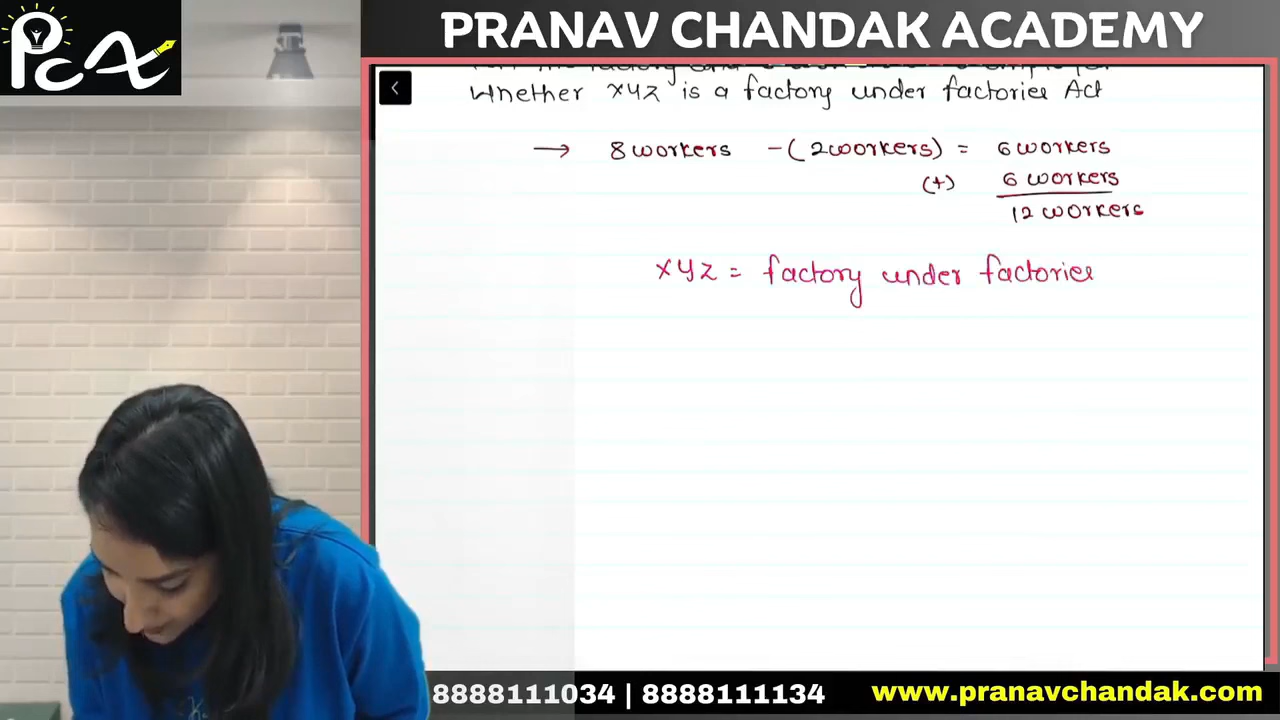 PCA
PRANAV CHANDAK ACADEMY
Whether XYZ is a factory under factories Act
→ 8 workers - (2 workers) = 6 workers
(+) 6 workers
12 workers
XYZ = factory under factories
8888111034 | 8888111134
www.pranavchandak.com